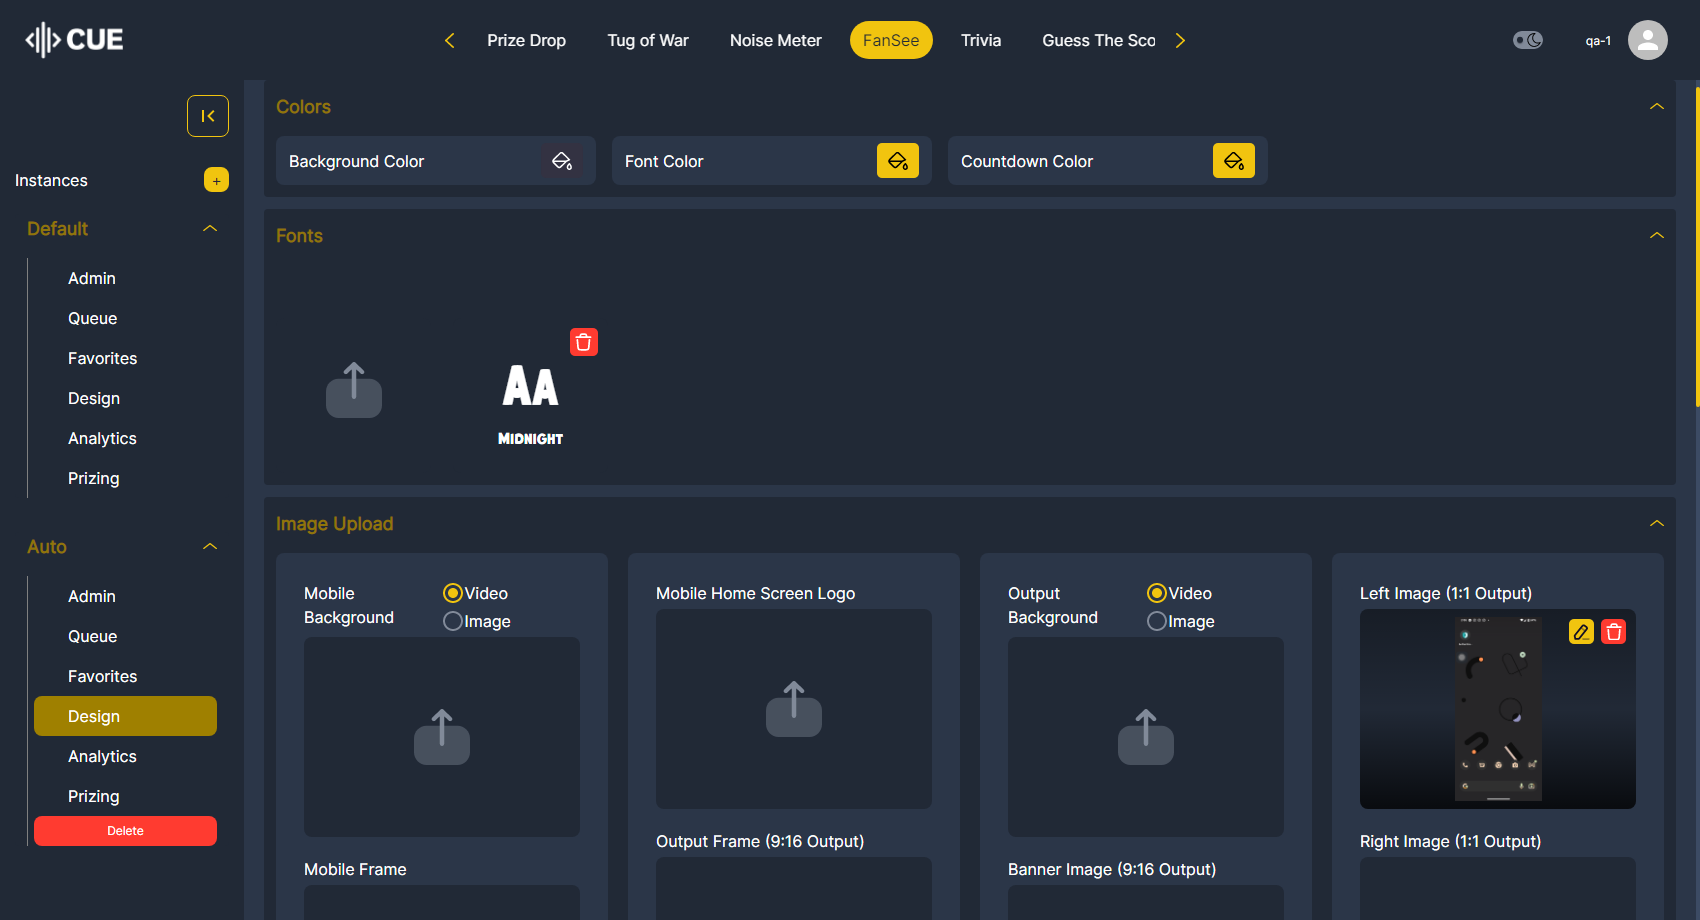 CUE
Prize Drop
Tug of War
Noise Meter
FanSee
Trivia
Guess The Sco
qa-1
Instances
+
Default
Admin
Queue
Favorites
Design
Analytics
Prizing
Auto
Admin
Queue
Favorites
Design
Analytics
Prizing
Delete
Colors
Background Color
Font Color
Countdown Color
Fonts
AA
MIDNIGHT
Image Upload
Mobile
Background
Video
Image
Mobile Home Screen Logo
Output
Background
Video
Image
Left Image (1:1 Output)
Mobile Frame
Output Frame (9:16 Output)
Banner Image (9:16 Output)
Right Image (1:1 Output)